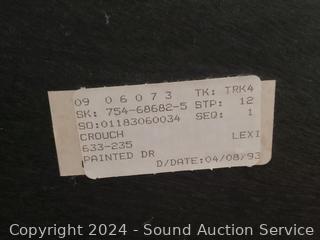 09 06073 TK: TRK4
SK: 754-68682-5 STP: 12
SO:01183060034 SEQ: 1
CROUCH LEXI
633-235
PAINTED DR
D/DATE:04/08/93
Copyright 2024 - Sound Auction Service